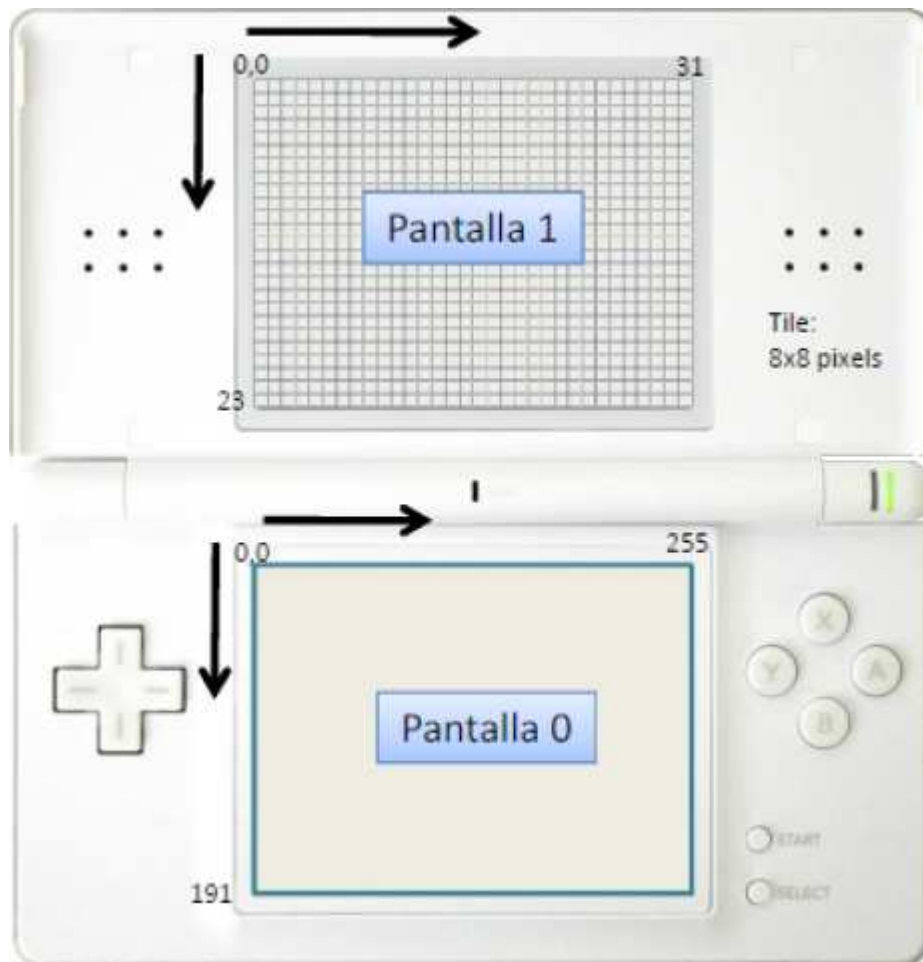 0,0
31
Pantalla 1
Tile:
8x8 pixels
23
0,0
255
X
Y
A
Pantalla 0
B
START
191
SELECT